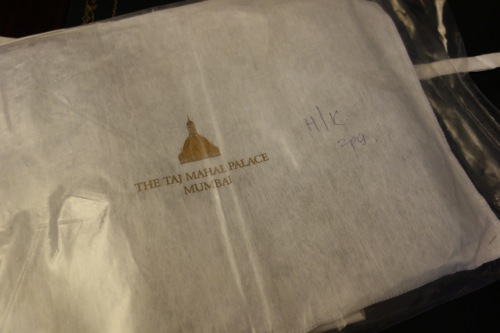 THE TAJ MAHAL PALACE
MUMBAI
H/K